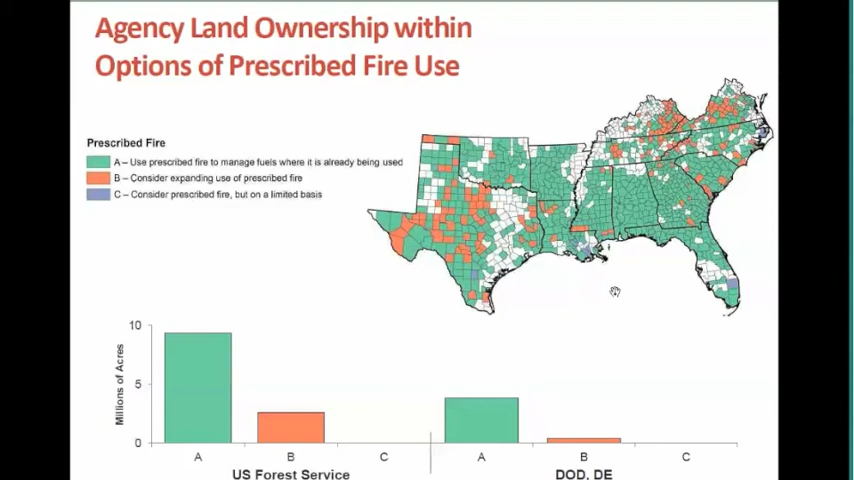 Agency Land Ownership within
Options of Prescribed Fire Use
Prescribed Fire
A – Use prescribed fire to manage fuels where it is already being used
B – Consider expanding use of prescribed fire
C – Consider prescribed fire, but on a limited basis
10
5
0
Millions of Acres
A B C A B C
US Forest Service DOD, DE